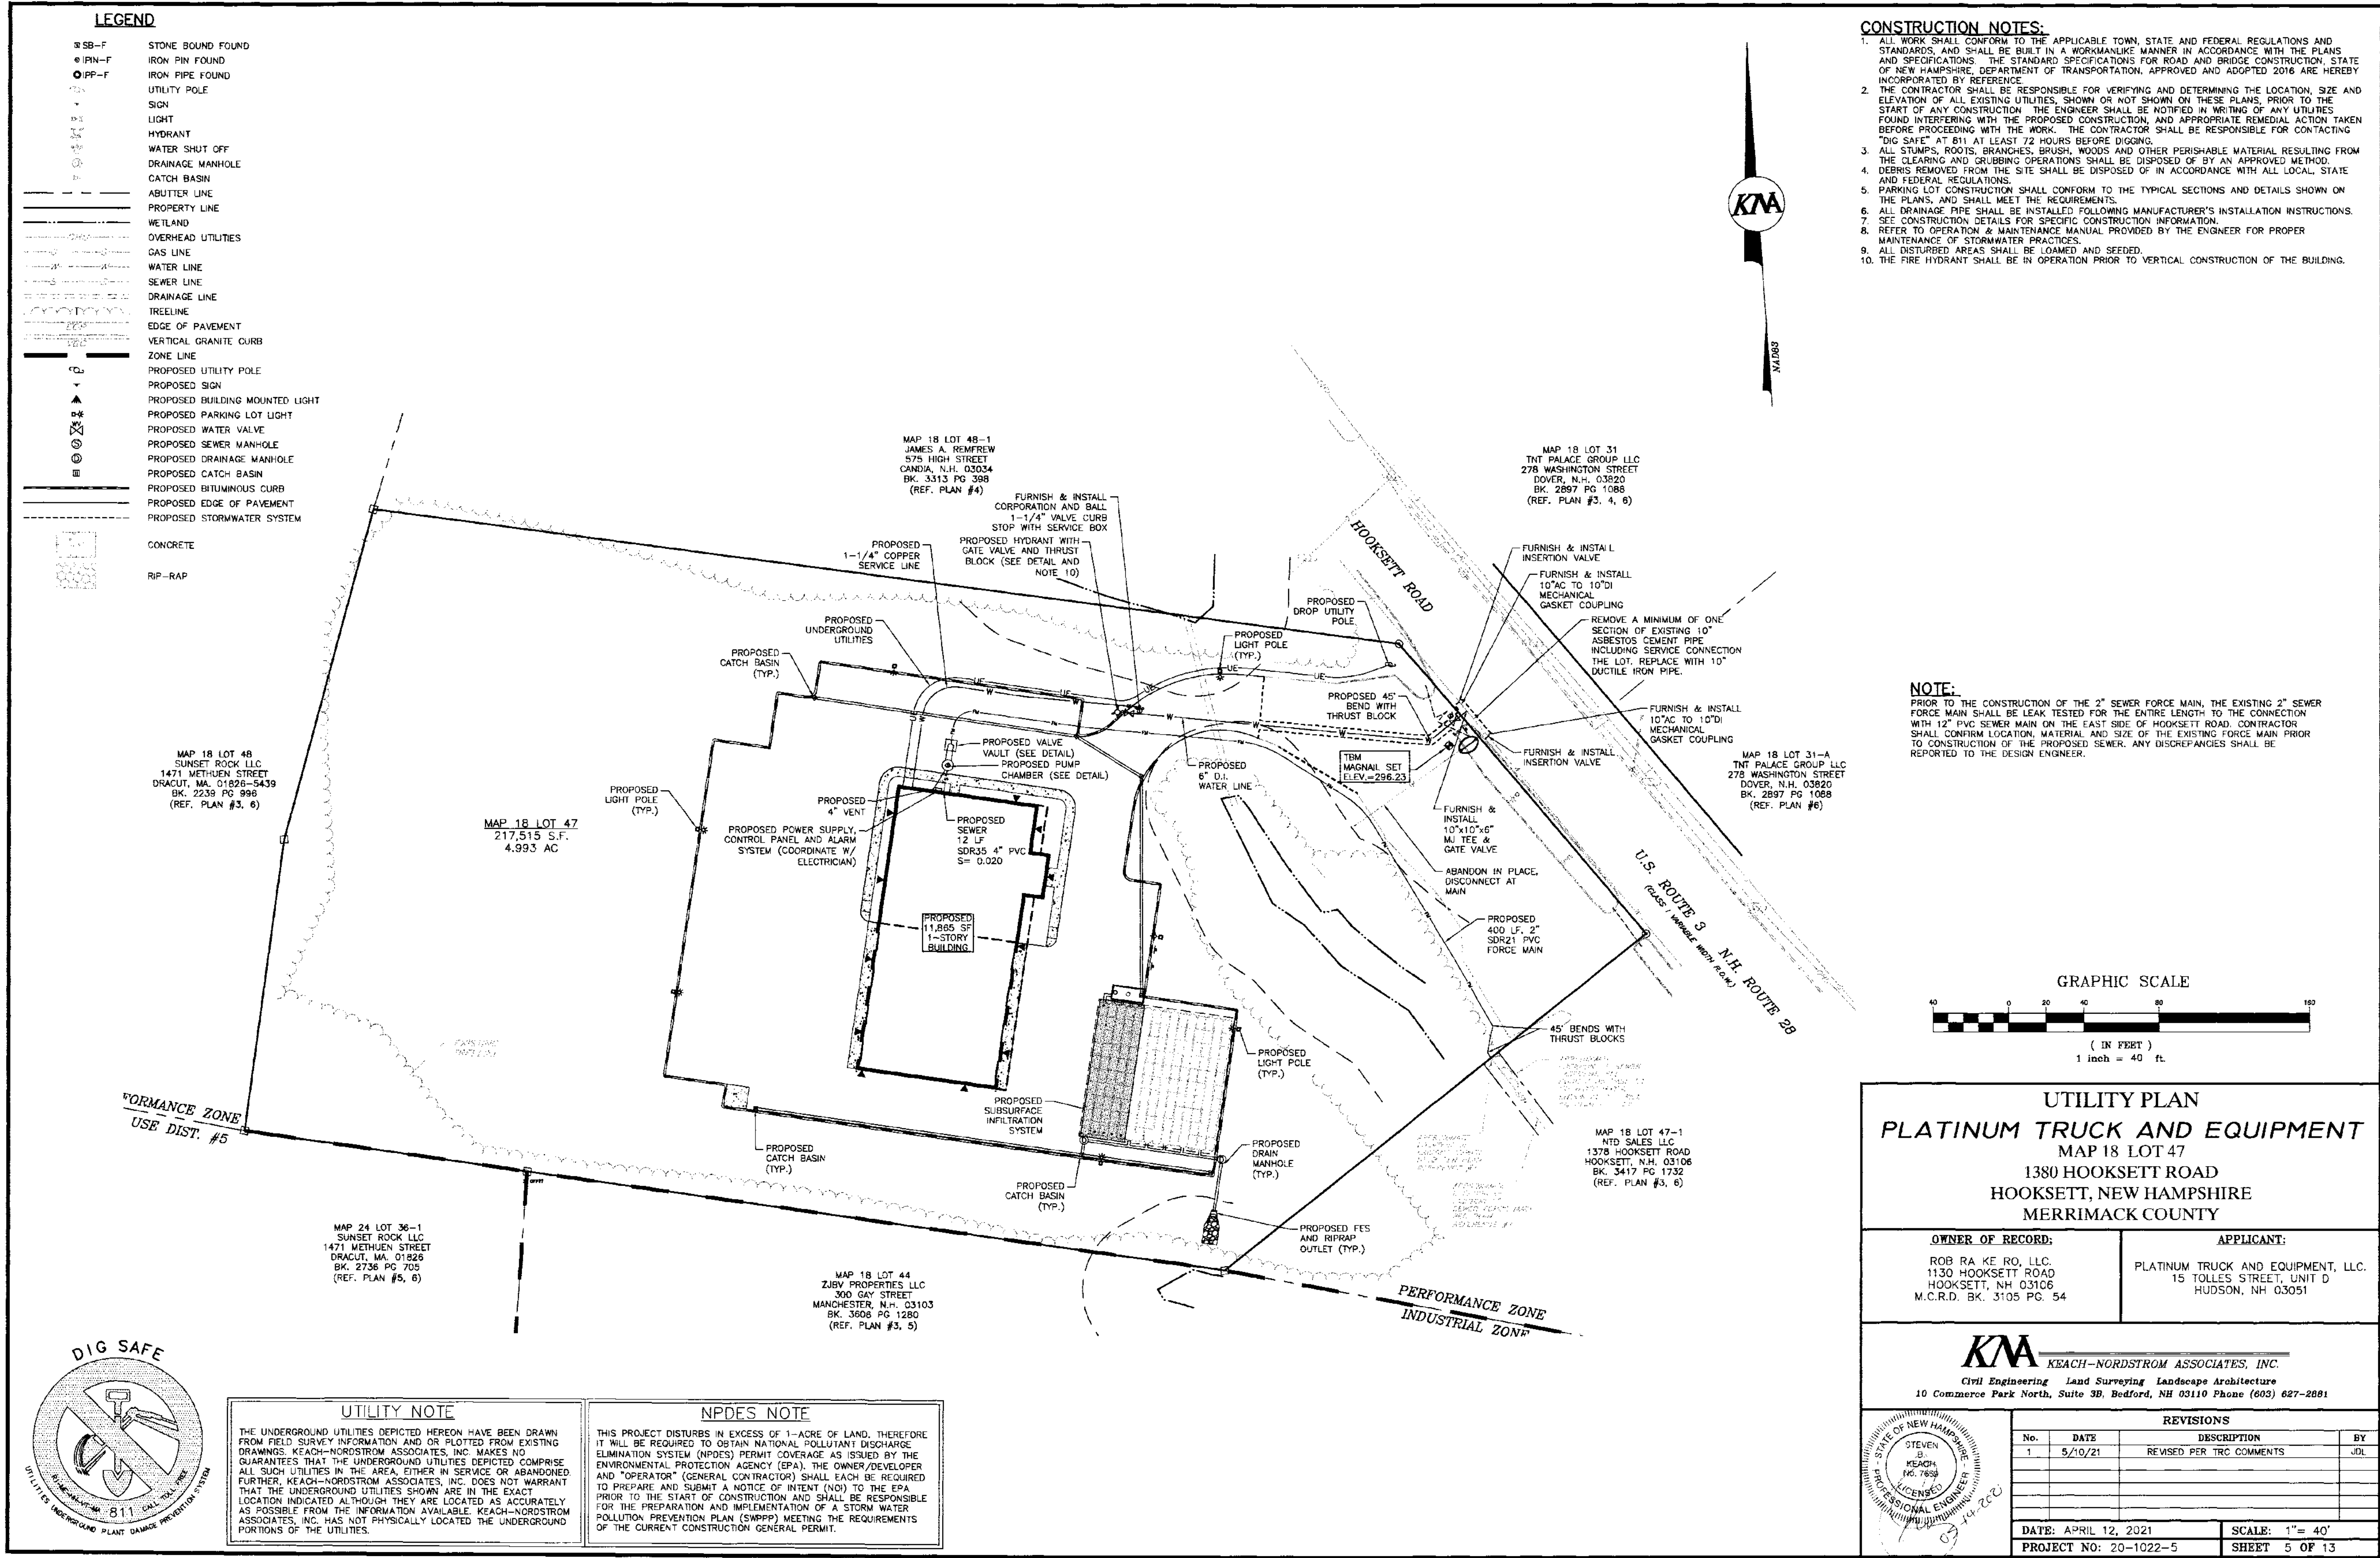 LEGEND
SB-F STONE BOUND FOUND
IPIN-F IRON PIN FOUND
IPP-F IRON PIPE FOUND
UTILITY POLE
SIGN
LIGHT
HYDRANT
WATER SHUT OFF
DRAINAGE MANHOLE
CATCH BASIN
ABUTTER LINE
PROPERTY LINE
WETLAND
OVERHEAD UTILITIES
GAS LINE
WATER LINE
SEWER LINE
DRAINAGE LINE
TREELINE
EDGE OF PAVEMENT
VERTICAL GRANITE CURB
ZONE LINE
PROPOSED UTILITY POLE
PROPOSED SIGN
PROPOSED BUILDING MOUNTED LIGHT
PROPOSED PARKING LOT LIGHT
WV PROPOSED WATER VALVE
S PROPOSED SEWER MANHOLE
D PROPOSED DRAINAGE MANHOLE
PROPOSED CATCH BASIN
PROPOSED BITUMINOUS CURB
PROPOSED EDGE OF PAVEMENT
PROPOSED STORMWATER SYSTEM
CONCRETE
RIP-RAP
CONSTRUCTION NOTES:
1. ALL WORK SHALL CONFORM TO THE APPLICABLE TOWN, STATE AND FEDERAL REGULATIONS AND
STANDARDS, AND SHALL BE BUILT IN A WORKMANLIKE MANNER IN ACCORDANCE WITH THE PLANS
AND SPECIFICATIONS. THE STANDARD SPECIFICATIONS FOR ROAD AND BRIDGE CONSTRUCTION, STATE
OF NEW HAMPSHIRE, DEPARTMENT OF TRANSPORTATION, APPROVED AND ADOPTED 2016 ARE HEREBY
INCORPORATED BY REFERENCE.
2. THE CONTRACTOR SHALL BE RESPONSIBLE FOR VERIFYING AND DETERMINING THE LOCATION, SIZE AND
ELEVATION OF ALL EXISTING UTILITIES, SHOWN OR NOT SHOWN ON THESE PLANS, PRIOR TO THE
START OF ANY CONSTRUCTION. THE ENGINEER SHALL BE NOTIFIED IN WRITING OF ANY UTILITIES
FOUND INTERFERING WITH THE PROPOSED CONSTRUCTION, AND APPROPRIATE REMEDIAL ACTION TAKEN
BEFORE PROCEEDING WITH THE WORK. THE CONTRACTOR SHALL BE RESPONSIBLE FOR CONTACTING
"DIG SAFE" AT 811 AT LEAST 72 HOURS BEFORE DIGGING.
3. ALL STUMPS, ROOTS, BRANCHES, BRUSH, WOODS AND OTHER PERISHABLE MATERIAL RESULTING FROM
THE CLEARING AND GRUBBING OPERATIONS SHALL BE DISPOSED OF BY AN APPROVED METHOD.
4. DEBRIS REMOVED FROM THE SITE SHALL BE DISPOSED OF IN ACCORDANCE WITH ALL LOCAL, STATE
AND FEDERAL REGULATIONS.
5. PARKING LOT CONSTRUCTION SHALL CONFORM TO THE TYPICAL SECTIONS AND DETAILS SHOWN ON
THE PLANS, AND SHALL MEET THE REQUIREMENTS.
6. ALL DRAINAGE PIPE SHALL BE INSTALLED FOLLOWING MANUFACTURER'S INSTALLATION INSTRUCTIONS.
7. SEE CONSTRUCTION DETAILS FOR SPECIFIC CONSTRUCTION INFORMATION.
8. REFER TO OPERATION & MAINTENANCE MANUAL PROVIDED BY THE ENGINEER FOR PROPER
MAINTENANCE OF STORMWATER PRACTICES.
9. ALL DISTURBED AREAS SHALL BE LOAMED AND SEEDED.
10. THE FIRE HYDRANT SHALL BE IN OPERATION PRIOR TO VERTICAL CONSTRUCTION OF THE BUILDING.
KNA
NAD83
MAP 18 LOT 48-1
JAMES A. REMFREW
575 HIGH STREET
CANDIA, N.H. 03034
BK. 3313 PG 398
(REF. PLAN #4)
MAP 18 LOT 31
TNT PALACE GROUP LLC
278 WASHINGTON STREET
DOVER, N.H. 03820
BK. 2897 PG 1088
(REF. PLAN #3, 4, 6)
FURNISH & INSTALL
CORPORATION AND BALL
1-1/4" VALVE CURB
STOP WITH SERVICE BOX
PROPOSED HYDRANT WITH
GATE VALVE AND THRUST
BLOCK (SEE DETAIL AND
NOTE 10)
PROPOSED
1-1/4" COPPER
SERVICE LINE
PROPOSED
UNDERGROUND
UTILITIES
PROPOSED
CATCH BASIN
(TYP.)
PROPOSED
LIGHT POLE
(TYP.)
PROPOSED
DROP UTILITY
POLE
HOOKSETT ROAD
FURNISH & INSTALL
INSERTION VALVE
FURNISH & INSTALL
10"AC TO 10"DI
MECHANICAL
GASKET COUPLING
REMOVE A MINIMUM OF ONE
SECTION OF EXISTING 10"
ASBESTOS CEMENT PIPE
INCLUDING SERVICE CONNECTION
THE LOT. REPLACE WITH 10"
DUCTILE IRON PIPE.
FURNISH & INSTALL
10"AC TO 10"DI
MECHANICAL
GASKET COUPLING
FURNISH & INSTALL
INSERTION VALVE
PROPOSED 45°
BEND WITH
THRUST BLOCK
TBM
MAGNAIL SET
ELEV.=296.23
MAP 18 LOT 31-A
TNT PALACE GROUP LLC
278 WASHINGTON STREET
DOVER, N.H. 03820
BK. 2897 PG 1088
(REF. PLAN #6)
NOTE:
PRIOR TO THE CONSTRUCTION OF THE 2" SEWER FORCE MAIN, THE EXISTING 2" SEWER
FORCE MAIN SHALL BE LEAK TESTED FOR THE ENTIRE LENGTH TO THE CONNECTION
WITH 12" PVC SEWER MAIN ON THE EAST SIDE OF HOOKSETT ROAD. CONTRACTOR
SHALL CONFIRM LOCATION, MATERIAL AND SIZE OF THE EXISTING FORCE MAIN PRIOR
TO CONSTRUCTION OF THE PROPOSED SEWER. ANY DISCREPANCIES SHALL BE
REPORTED TO THE DESIGN ENGINEER.
MAP 18 LOT 48
SUNSET ROCK LLC
1471 METHUEN STREET
DRACUT, MA. 01826-5439
BK. 2239 PG 996
(REF. PLAN #3, 6)
MAP 18 LOT 47
217,515 S.F.
4.993 AC
PROPOSED
LIGHT POLE
(TYP.)
PROPOSED VALVE
VAULT (SEE DETAIL)
PROPOSED PUMP
CHAMBER (SEE DETAIL)
PROPOSED
4" VENT
PROPOSED POWER SUPPLY,
CONTROL PANEL AND ALARM
SYSTEM (COORDINATE W/
ELECTRICIAN)
PROPOSED
SEWER
12 LF
SDR35 4" PVC
S= 0.020
PROPOSED
6" D.I.
WATER LINE
FURNISH &
INSTALL
10"x10"x6"
MJ TEE &
GATE VALVE
ABANDON IN PLACE,
DISCONNECT AT
MAIN
PROPOSED
400 LF. 2"
SDR21 PVC
FORCE MAIN
PROPOSED
11,865 SF
1-STORY
BUILDING
U.S. ROUTE 3 N.H. ROUTE 28
(CLASS I VARIABLE WIDTH R.O.W.)
45° BENDS WITH
THRUST BLOCKS
PROPOSED
LIGHT POLE
(TYP.)
PROPOSED
SUBSURFACE
INFILTRATION
SYSTEM
PROPOSED
CATCH BASIN
(TYP.)
PROPOSED
CATCH BASIN
(TYP.)
PROPOSED
DRAIN
MANHOLE
(TYP.)
PROPOSED FES
AND RIPRAP
OUTLET (TYP.)
MAP 18 LOT 47-1
NTD SALES LLC
1378 HOOKSETT ROAD
HOOKSETT, N.H. 03106
BK. 3417 PG 1732
(REF. PLAN #3, 6)
FORMANCE ZONE
USE DIST. #5
MAP 24 LOT 36-1
SUNSET ROCK LLC
1471 METHUEN STREET
DRACUT, MA. 01826
BK. 2736 PG 705
(REF. PLAN #5, 6)
MAP 18 LOT 44
ZJBV PROPERTIES LLC
300 GAY STREET
MANCHESTER, N.H. 03103
BK. 3608 PG 1280
(REF. PLAN #3, 5)
PERFORMANCE ZONE
INDUSTRIAL ZONE
GRAPHIC SCALE
40 0 20 40 80 160
( IN FEET )
1 inch = 40 ft.
UTILITY PLAN
PLATINUM TRUCK AND EQUIPMENT
MAP 18 LOT 47
1380 HOOKSETT ROAD
HOOKSETT, NEW HAMPSHIRE
MERRIMACK COUNTY
OWNER OF RECORD:
ROB RA KE RO, LLC.
1130 HOOKSETT ROAD
HOOKSETT, NH 03106
M.C.R.D. BK. 3105 PG. 54
APPLICANT:
PLATINUM TRUCK AND EQUIPMENT, LLC.
15 TOLLES STREET, UNIT D
HUDSON, NH 03051
KNA KEACH-NORDSTROM ASSOCIATES, INC.
Civil Engineering Land Surveying Landscape Architecture
10 Commerce Park North, Suite 3B, Bedford, NH 03110 Phone (603) 627-2881
STATE OF NEW HAMPSHIRE
STEVEN
B.
KEACH
LICENSED
PROFESSIONAL ENGINEER
REVISIONS
No. DATE DESCRIPTION BY
1 5/10/21 REVISED PER TRC COMMENTS JDL
DATE: APRIL 12, 2021 SCALE: 1"= 40'
PROJECT NO: 20-1022-5 SHEET 5 OF 13
DIG SAFE
811
CALL TOLL FREE
UTILITIES UNDERGROUND PLANT DAMAGE PREVENTION SYSTEM
UTILITY NOTE
THE UNDERGROUND UTILITIES DEPICTED HEREON HAVE BEEN DRAWN
FROM FIELD SURVEY INFORMATION AND OR PLOTTED FROM EXISTING
DRAWINGS. KEACH-NORDSTROM ASSOCIATES, INC. MAKES NO
GUARANTEES THAT THE UNDERGROUND UTILITIES DEPICTED COMPRISE
ALL SUCH UTILITIES IN THE AREA, EITHER IN SERVICE OR ABANDONED.
FURTHER, KEACH-NORDSTROM ASSOCIATES, INC. DOES NOT WARRANT
THAT THE UNDERGROUND UTILITIES SHOWN ARE IN THE EXACT
LOCATION INDICATED ALTHOUGH THEY ARE LOCATED AS ACCURATELY
AS POSSIBLE FROM THE INFORMATION AVAILABLE. KEACH-NORDSTROM
ASSOCIATES, INC. HAS NOT PHYSICALLY LOCATED THE UNDERGROUND
PORTIONS OF THE UTILITIES.
NPDES NOTE
THIS PROJECT DISTURBS IN EXCESS OF 1-ACRE OF LAND, THEREFORE
IT WILL BE REQUIRED TO OBTAIN NATIONAL POLLUTANT DISCHARGE
ELIMINATION SYSTEM (NPDES) PERMIT COVERAGE AS ISSUED BY THE
ENVIRONMENTAL PROTECTION AGENCY (EPA). THE OWNER/DEVELOPER
AND "OPERATOR" (GENERAL CONTRACTOR) SHALL EACH BE REQUIRED
TO PREPARE AND SUBMIT A NOTICE OF INTENT (NOI) TO THE EPA
PRIOR TO THE START OF CONSTRUCTION AND SHALL BE RESPONSIBLE
FOR THE PREPARATION AND IMPLEMENTATION OF A STORM WATER
POLLUTION PREVENTION PLAN (SWPPP) MEETING THE REQUIREMENTS
OF THE CURRENT CONSTRUCTION GENERAL PERMIT.